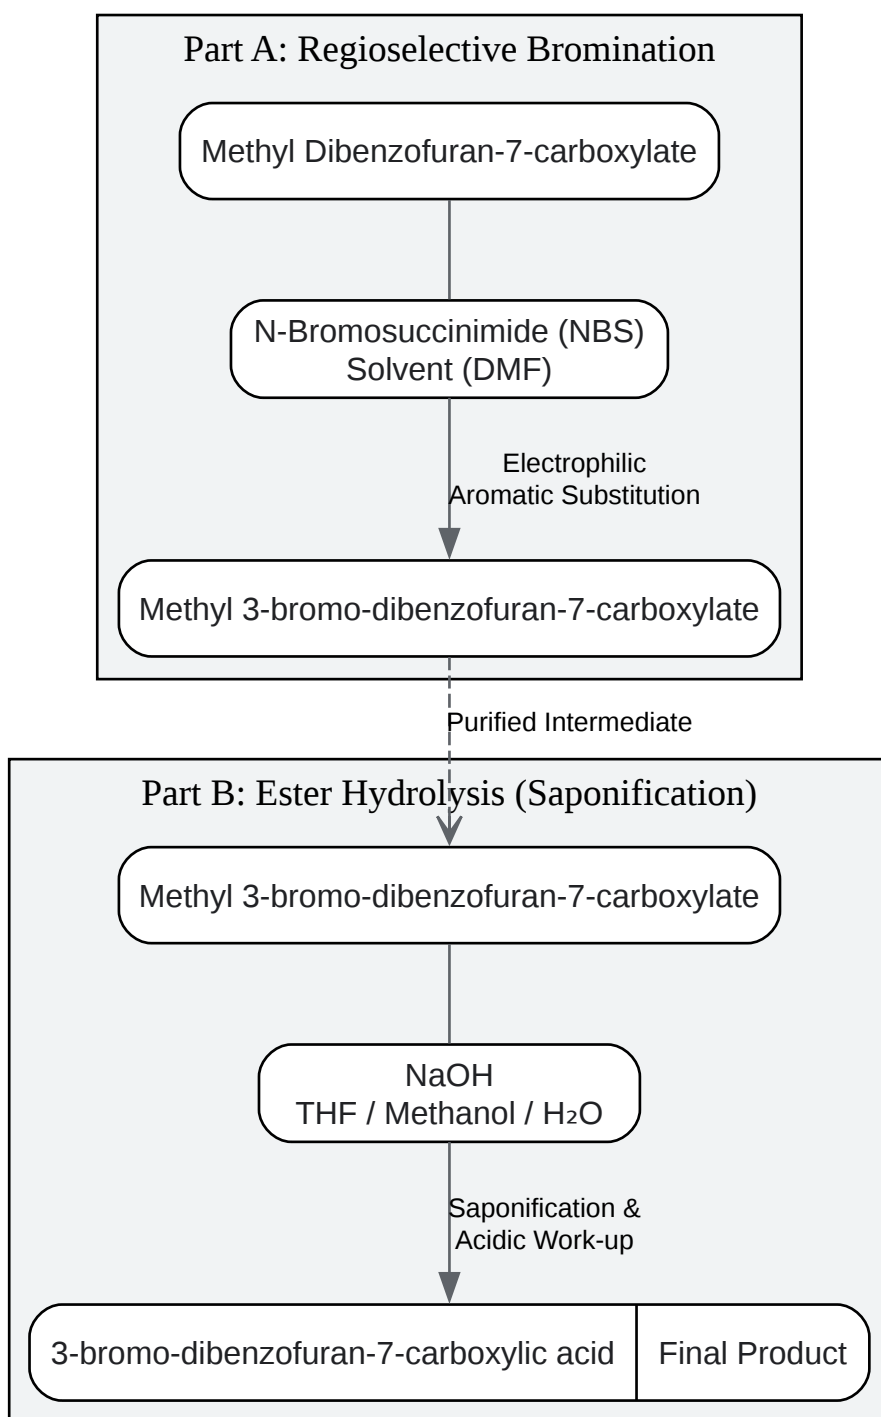 Part A: Regioselective Bromination
Methyl Dibenzofuran-7-carboxylate
N-Bromosuccinimide (NBS)
Solvent (DMF)
Electrophilic
Aromatic Substitution
Methyl 3-bromo-dibenzofuran-7-carboxylate
Purified Intermediate
Part B: Ester Hydrolysis (Saponification)
Methyl 3-bromo-dibenzofuran-7-carboxylate
NaOH
THF / Methanol / H₂O
Saponification &
Acidic Work-up
3-bromo-dibenzofuran-7-carboxylic acid
Final Product